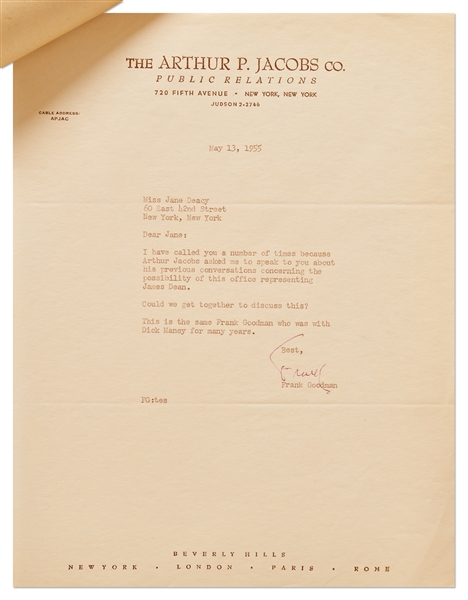 THE ARTHUR P. JACOBS CO.
PUBLIC RELATIONS
720 FIFTH AVENUE • NEW YORK, NEW YORK
JUDSON 2-2746
CABLE ADDRESS:
APJAC
May 13, 1955
Miss Jane Deacy
60 East 42nd Street
New York, New York
Dear Jane:
I have called you a number of times because
Arthur Jacobs asked me to speak to you about
his previous conversations concerning the
possibility of this office representing
James Dean.
Could we get together to discuss this?
This is the same Frank Goodman who was with
Dick Maney for many years.
Best,
Frank
Frank Goodman
FG:tes
BEVERLY HILLS
NEW YORK • LONDON • PARIS • ROME